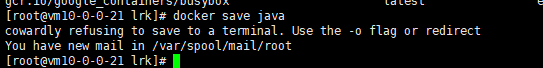 gcr.io/google_containers/busybox latest e
[root@vm10-0-0-21 lrk]# docker save java
cowardly refusing to save to a terminal. Use the -o flag or redirect
You have new mail in /var/spool/mail/root
[root@vm10-0-0-21 lrk]#